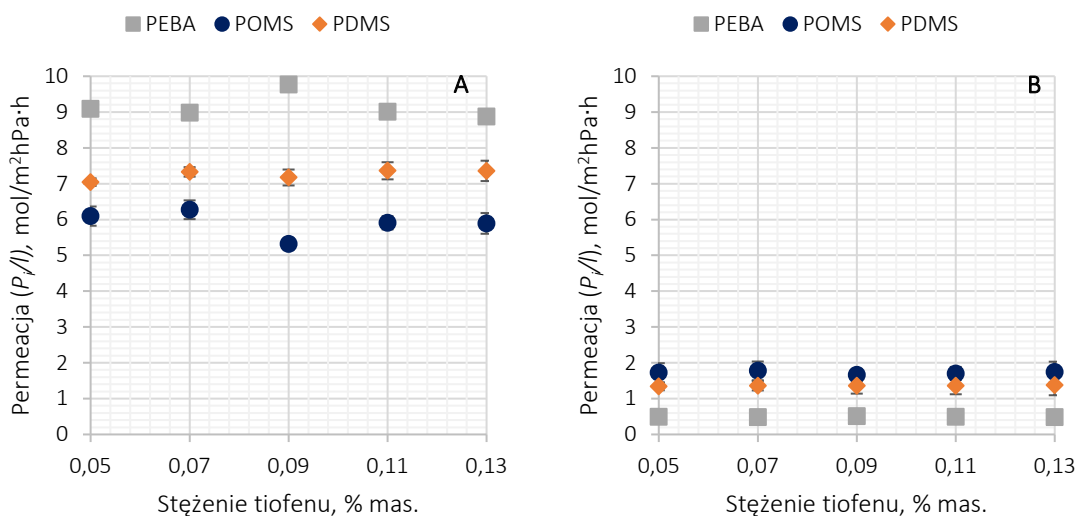 PEBA POMS PDMS
A
Permeacja (Pᵢ/l), mol/m²hPa·h
10
9
8
7
6
5
4
3
2
1
0
0,05 0,07 0,09 0,11 0,13
Stężenie tiofenu, % mas.
PEBA POMS PDMS
B
Permeacja (Pᵢ/l), mol/m²hPa·h
10
9
8
7
6
5
4
3
2
1
0
0,05 0,07 0,09 0,11 0,13
Stężenie tiofenu, % mas.